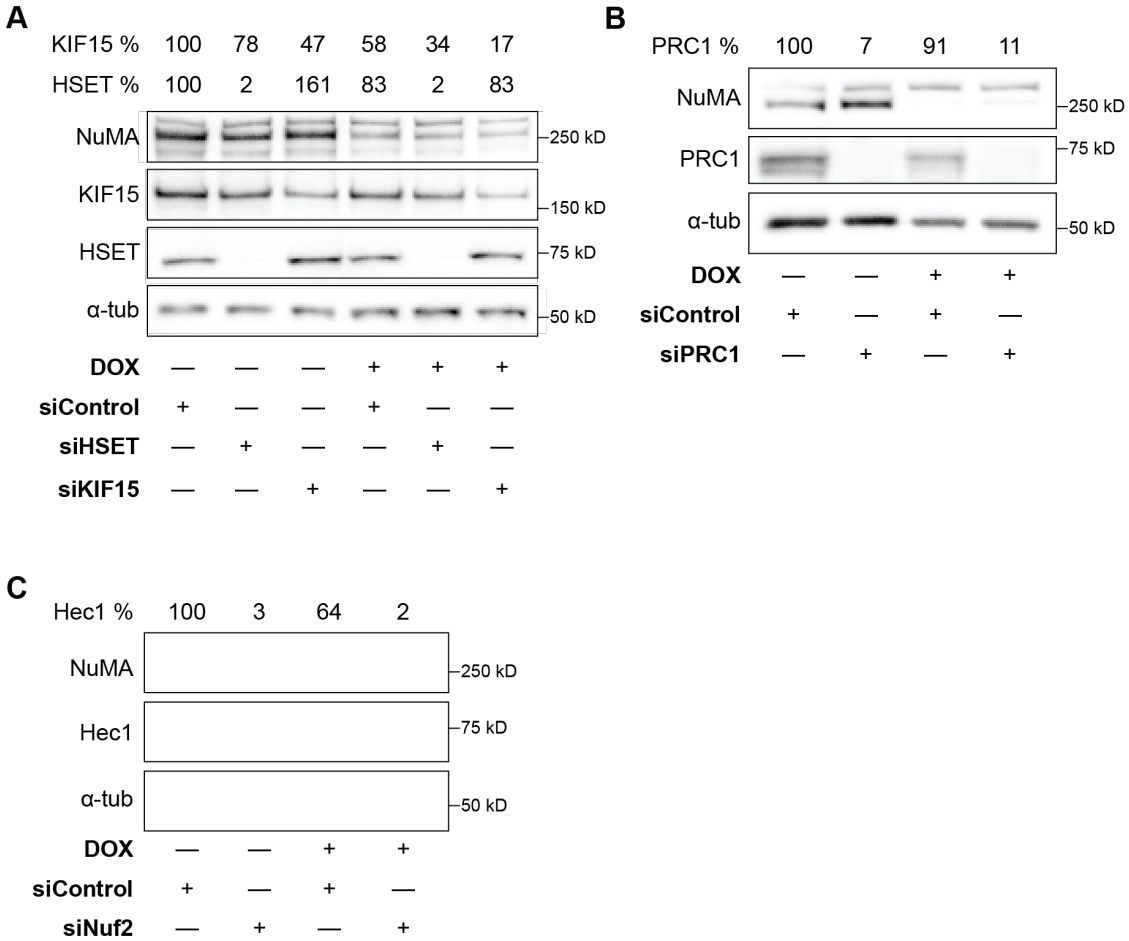 A
KIF15 % 100 78 47 58 34 17
HSET % 100 2 161 83 2 83
NuMA 250 kD
KIF15 150 kD
HSET 75 kD
α-tub 50 kD
DOX — — — + + +
siControl + — — + — —
siHSET — + — — + —
siKIF15 — — + — — +
B
PRC1 % 100 7 91 11
NuMA 250 kD
PRC1 75 kD
α-tub 50 kD
DOX — — + +
siControl + — + —
siPRC1 — + — +
C
Hec1 % 100 3 64 2
NuMA 250 kD
Hec1 75 kD
α-tub 50 kD
DOX — — + +
siControl + — + —
siNuf2 — + — +